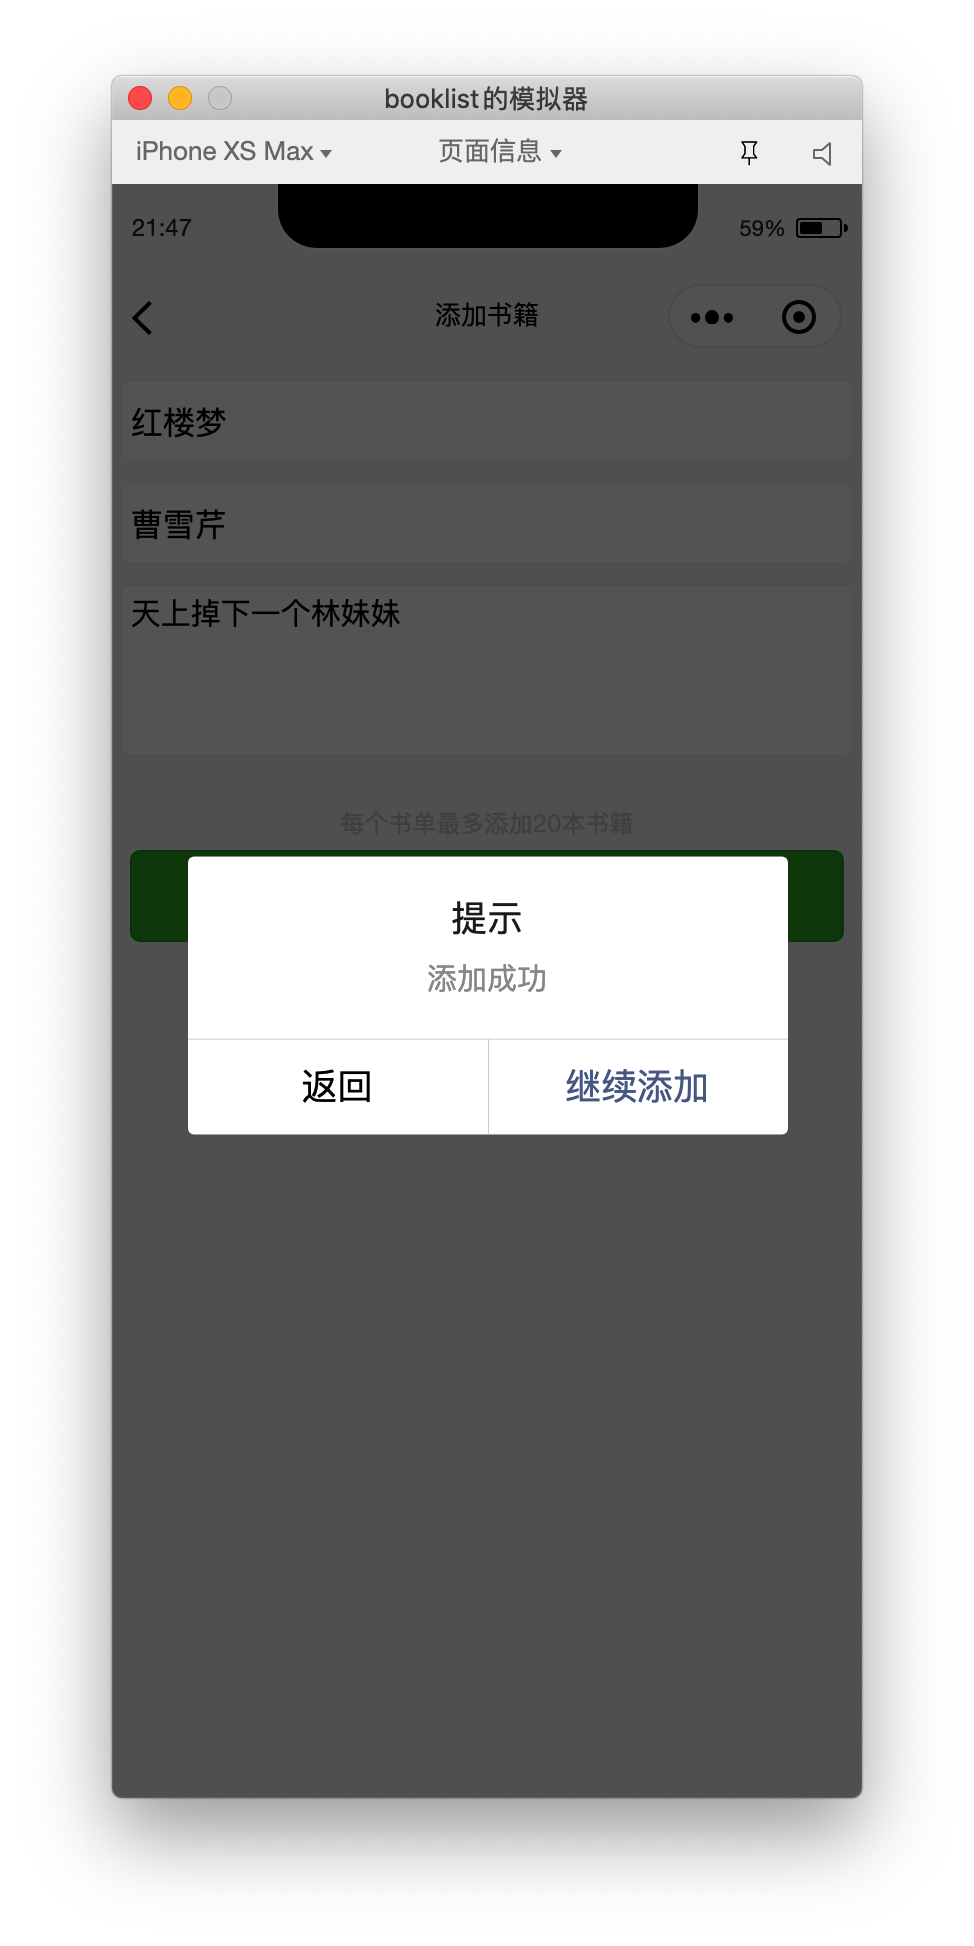 booklist的模拟器
iPhone XS Max 页面信息
21:47 59%
添加书籍
红楼梦
曹雪芹
天上掉下一个林妹妹
每个书单最多添加20本书籍
提示
添加成功
返回 继续添加